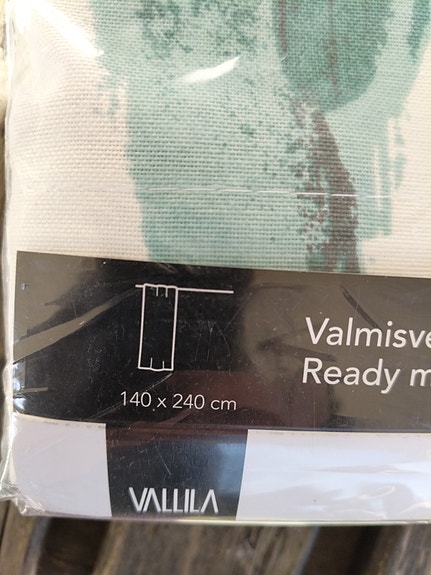 Valmisve
Ready m
140 x 240 cm
VALLILA